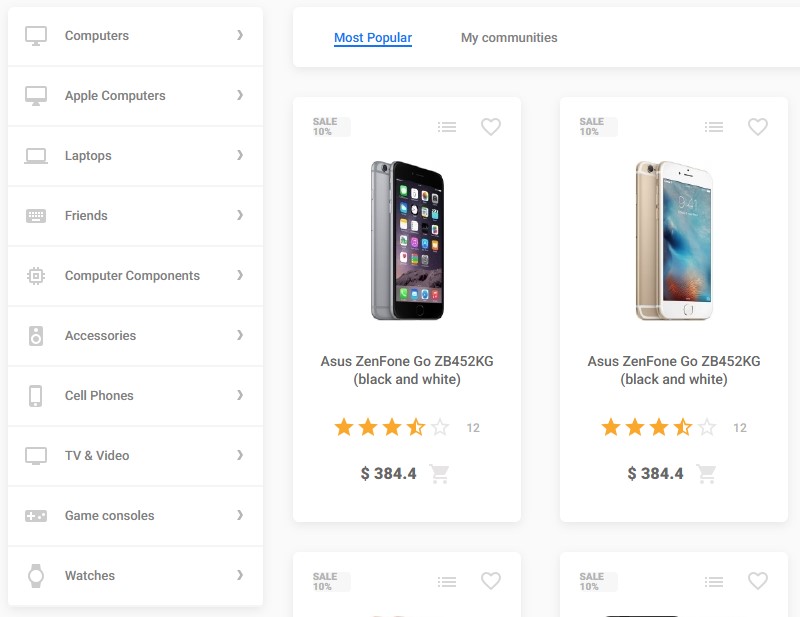 Computers
Apple Computers
Laptops
Friends
Computer Components
Accessories
Cell Phones
TV & Video
Game consoles
Watches
Most Popular
My communities
SALE
10%
Asus ZenFone Go ZB452KG
(black and white)
12
$ 384.4
SALE
10%
9:41
Asus ZenFone Go ZB452KG
(black and white)
12
$ 384.4
SALE
10%
SALE
10%